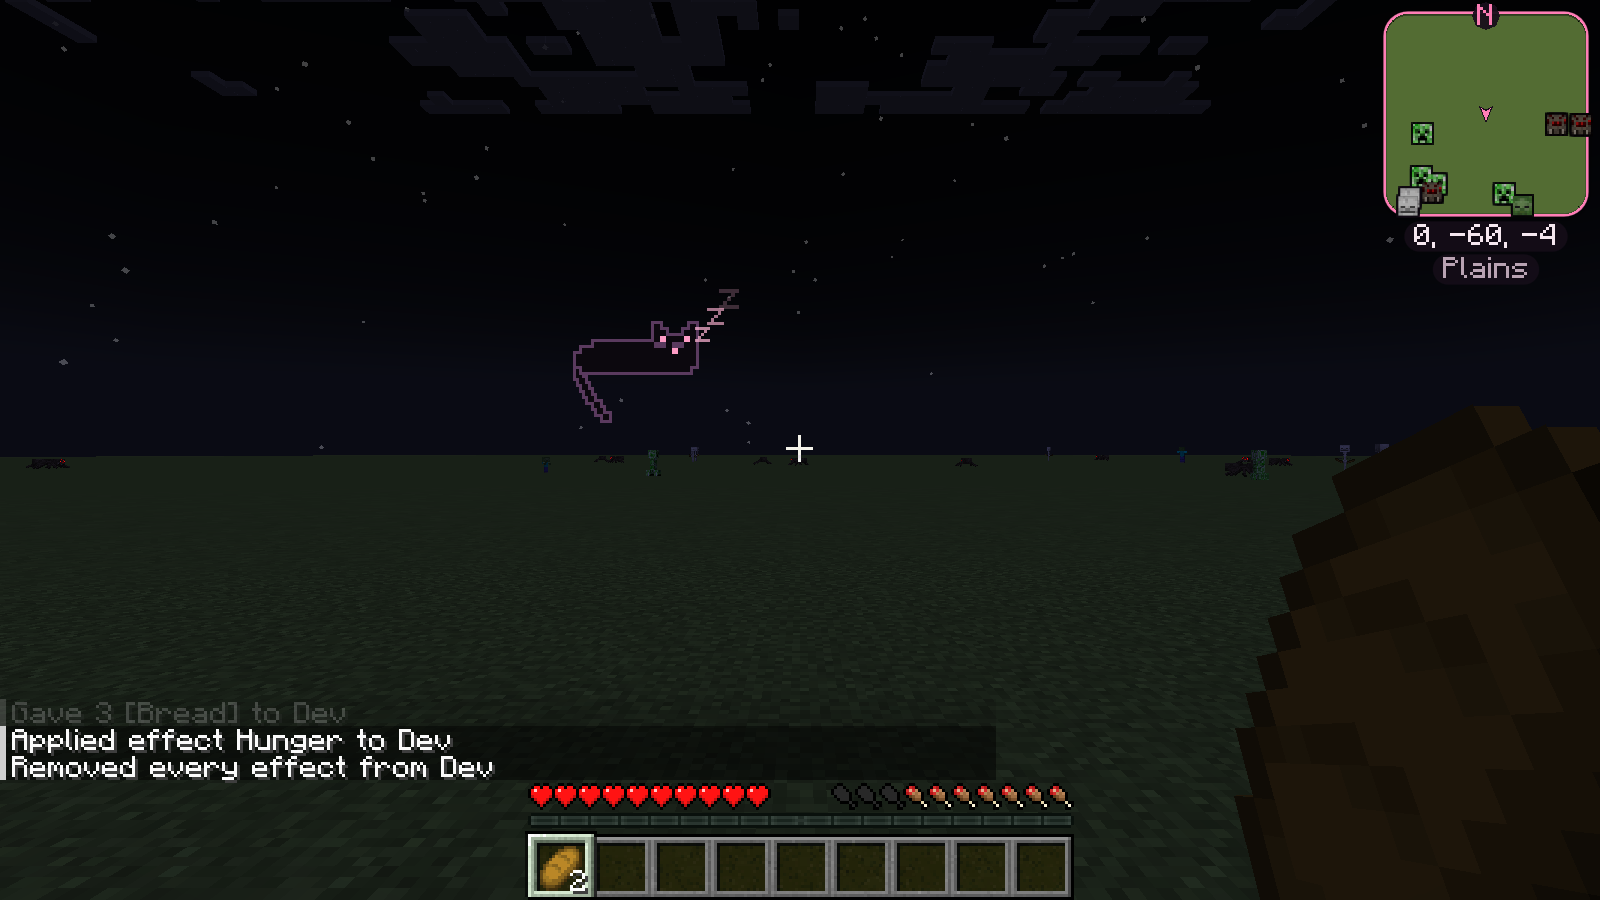 N
0, -60, -4
Plains
Z
Z
Z
Gave 3 [Bread] to Dev
Applied effect Hunger to Dev
Removed every effect from Dev
2